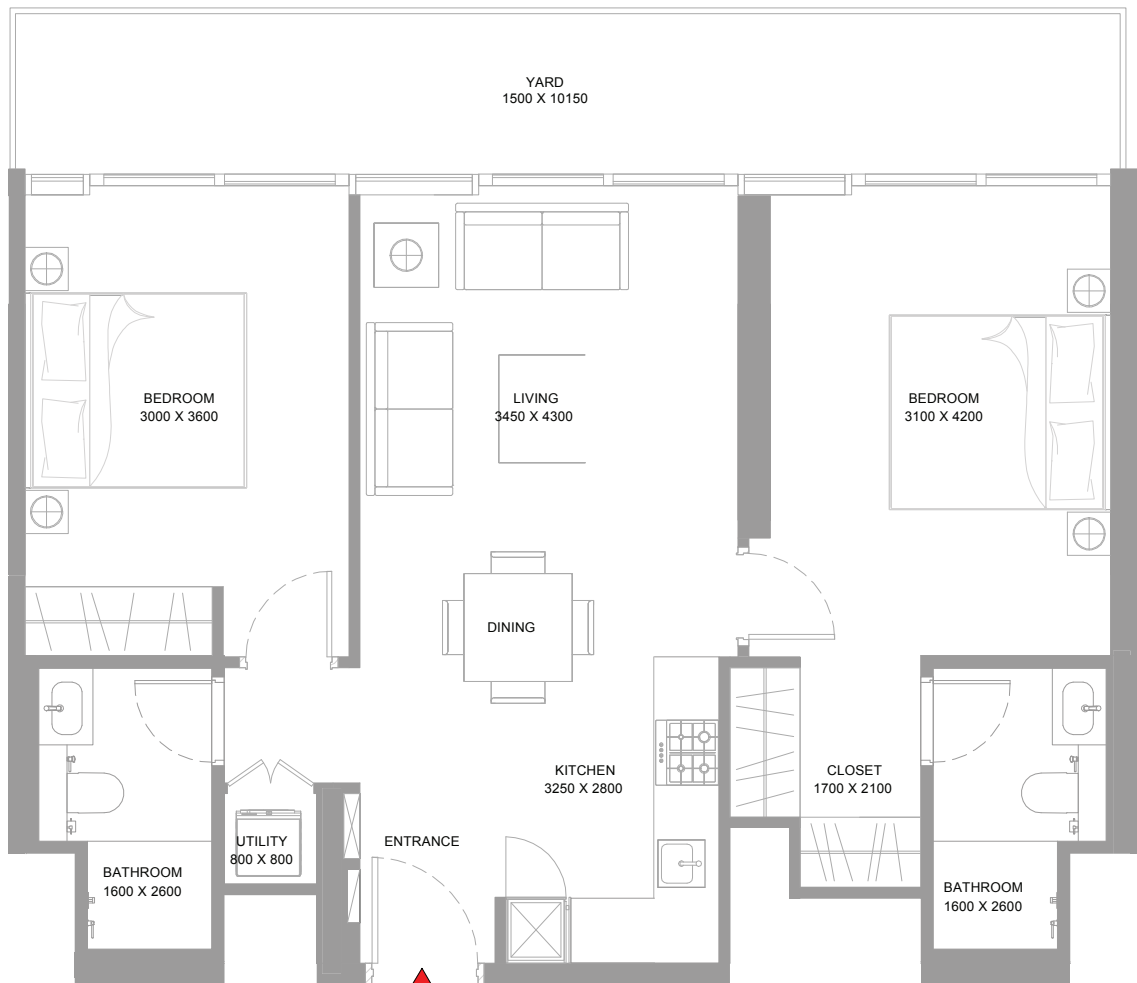 YARD
1500 X 10150
BEDROOM
3000 X 3600
LIVING
3450 X 4300
BEDROOM
3100 X 4200
DINING
KITCHEN
3250 X 2800
CLOSET
1700 X 2100
UTILITY
800 X 800
ENTRANCE
BATHROOM
1600 X 2600
BATHROOM
1600 X 2600